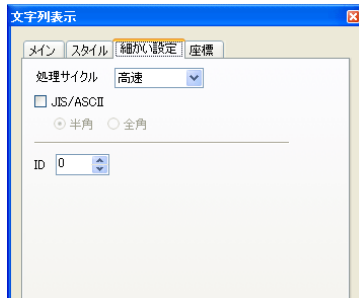 文字列表示
メイン スタイル 細かい設定 座標
処理サイクル 高速
JIS/ASCII
半角 全角
ID 0